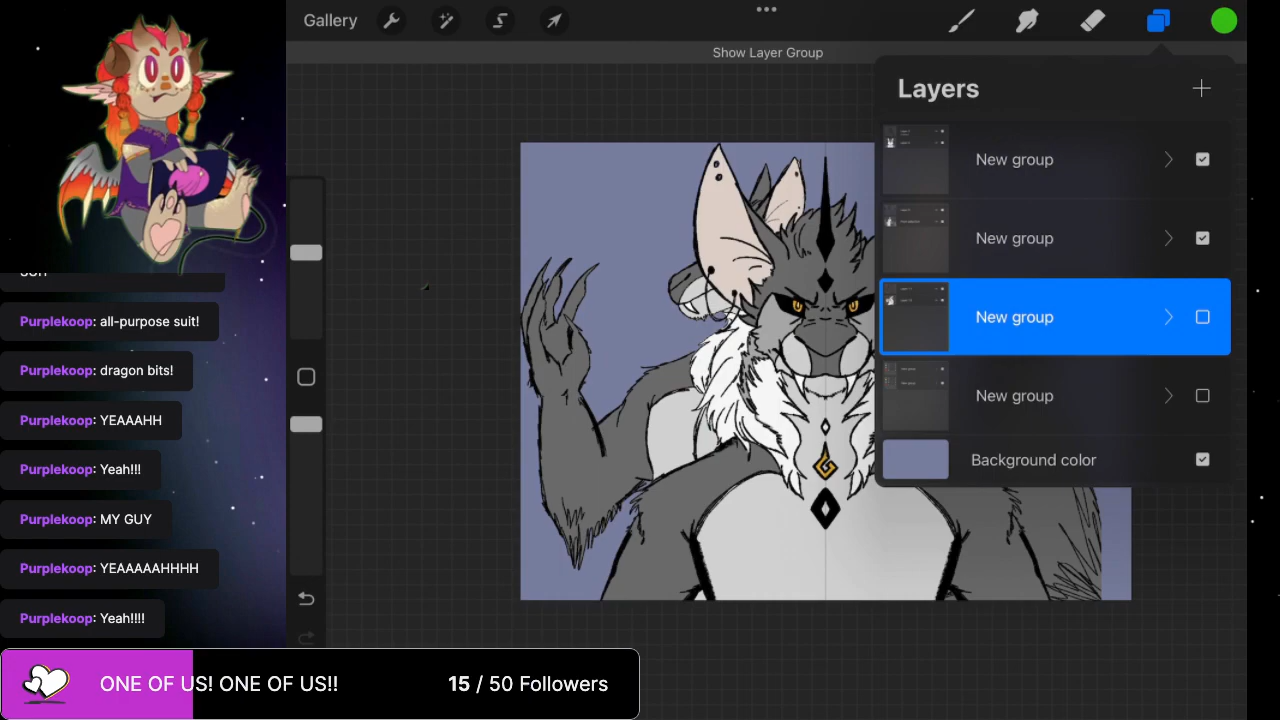 Gallery
Show Layer Group
Layers
New group
New group
New group
New group
Background color
Purplekoop: all-purpose suit!
Purplekoop: dragon bits!
Purplekoop: YEAAAHH
Purplekoop: Yeah!!!
Purplekoop: MY GUY
Purplekoop: YEAAAAAHHHH
Purplekoop: Yeah!!!!
ONE OF US! ONE OF US!!
15 / 50 Followers